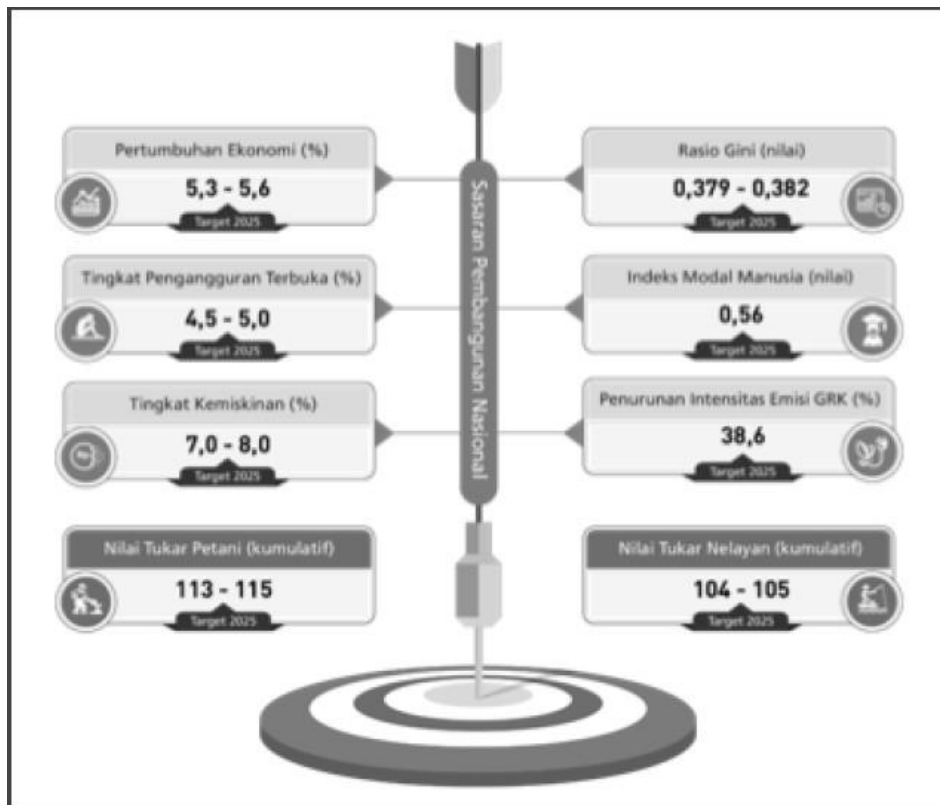 Pertumbuhan Ekonomi (%)
5,3 - 5,6
Target 2025
Tingkat Pengangguran Terbuka (%)
4,5 - 5,0
Target 2025
Tingkat Kemiskinan (%)
7,0 - 8,0
Target 2025
Nilai Tukar Petani (kumulatif)
113 - 115
Target 2025
Sasaran Pembangunan Nasional
Rasio Gini (nilai)
0,379 - 0,382
Target 2025
Indeks Modal Manusia (nilai)
0,56
Target 2025
Penurunan Intensitas Emisi GRK (%)
38,6
Target 2025
Nilai Tukar Nelayan (kumulatif)
104 - 105
Target 2025